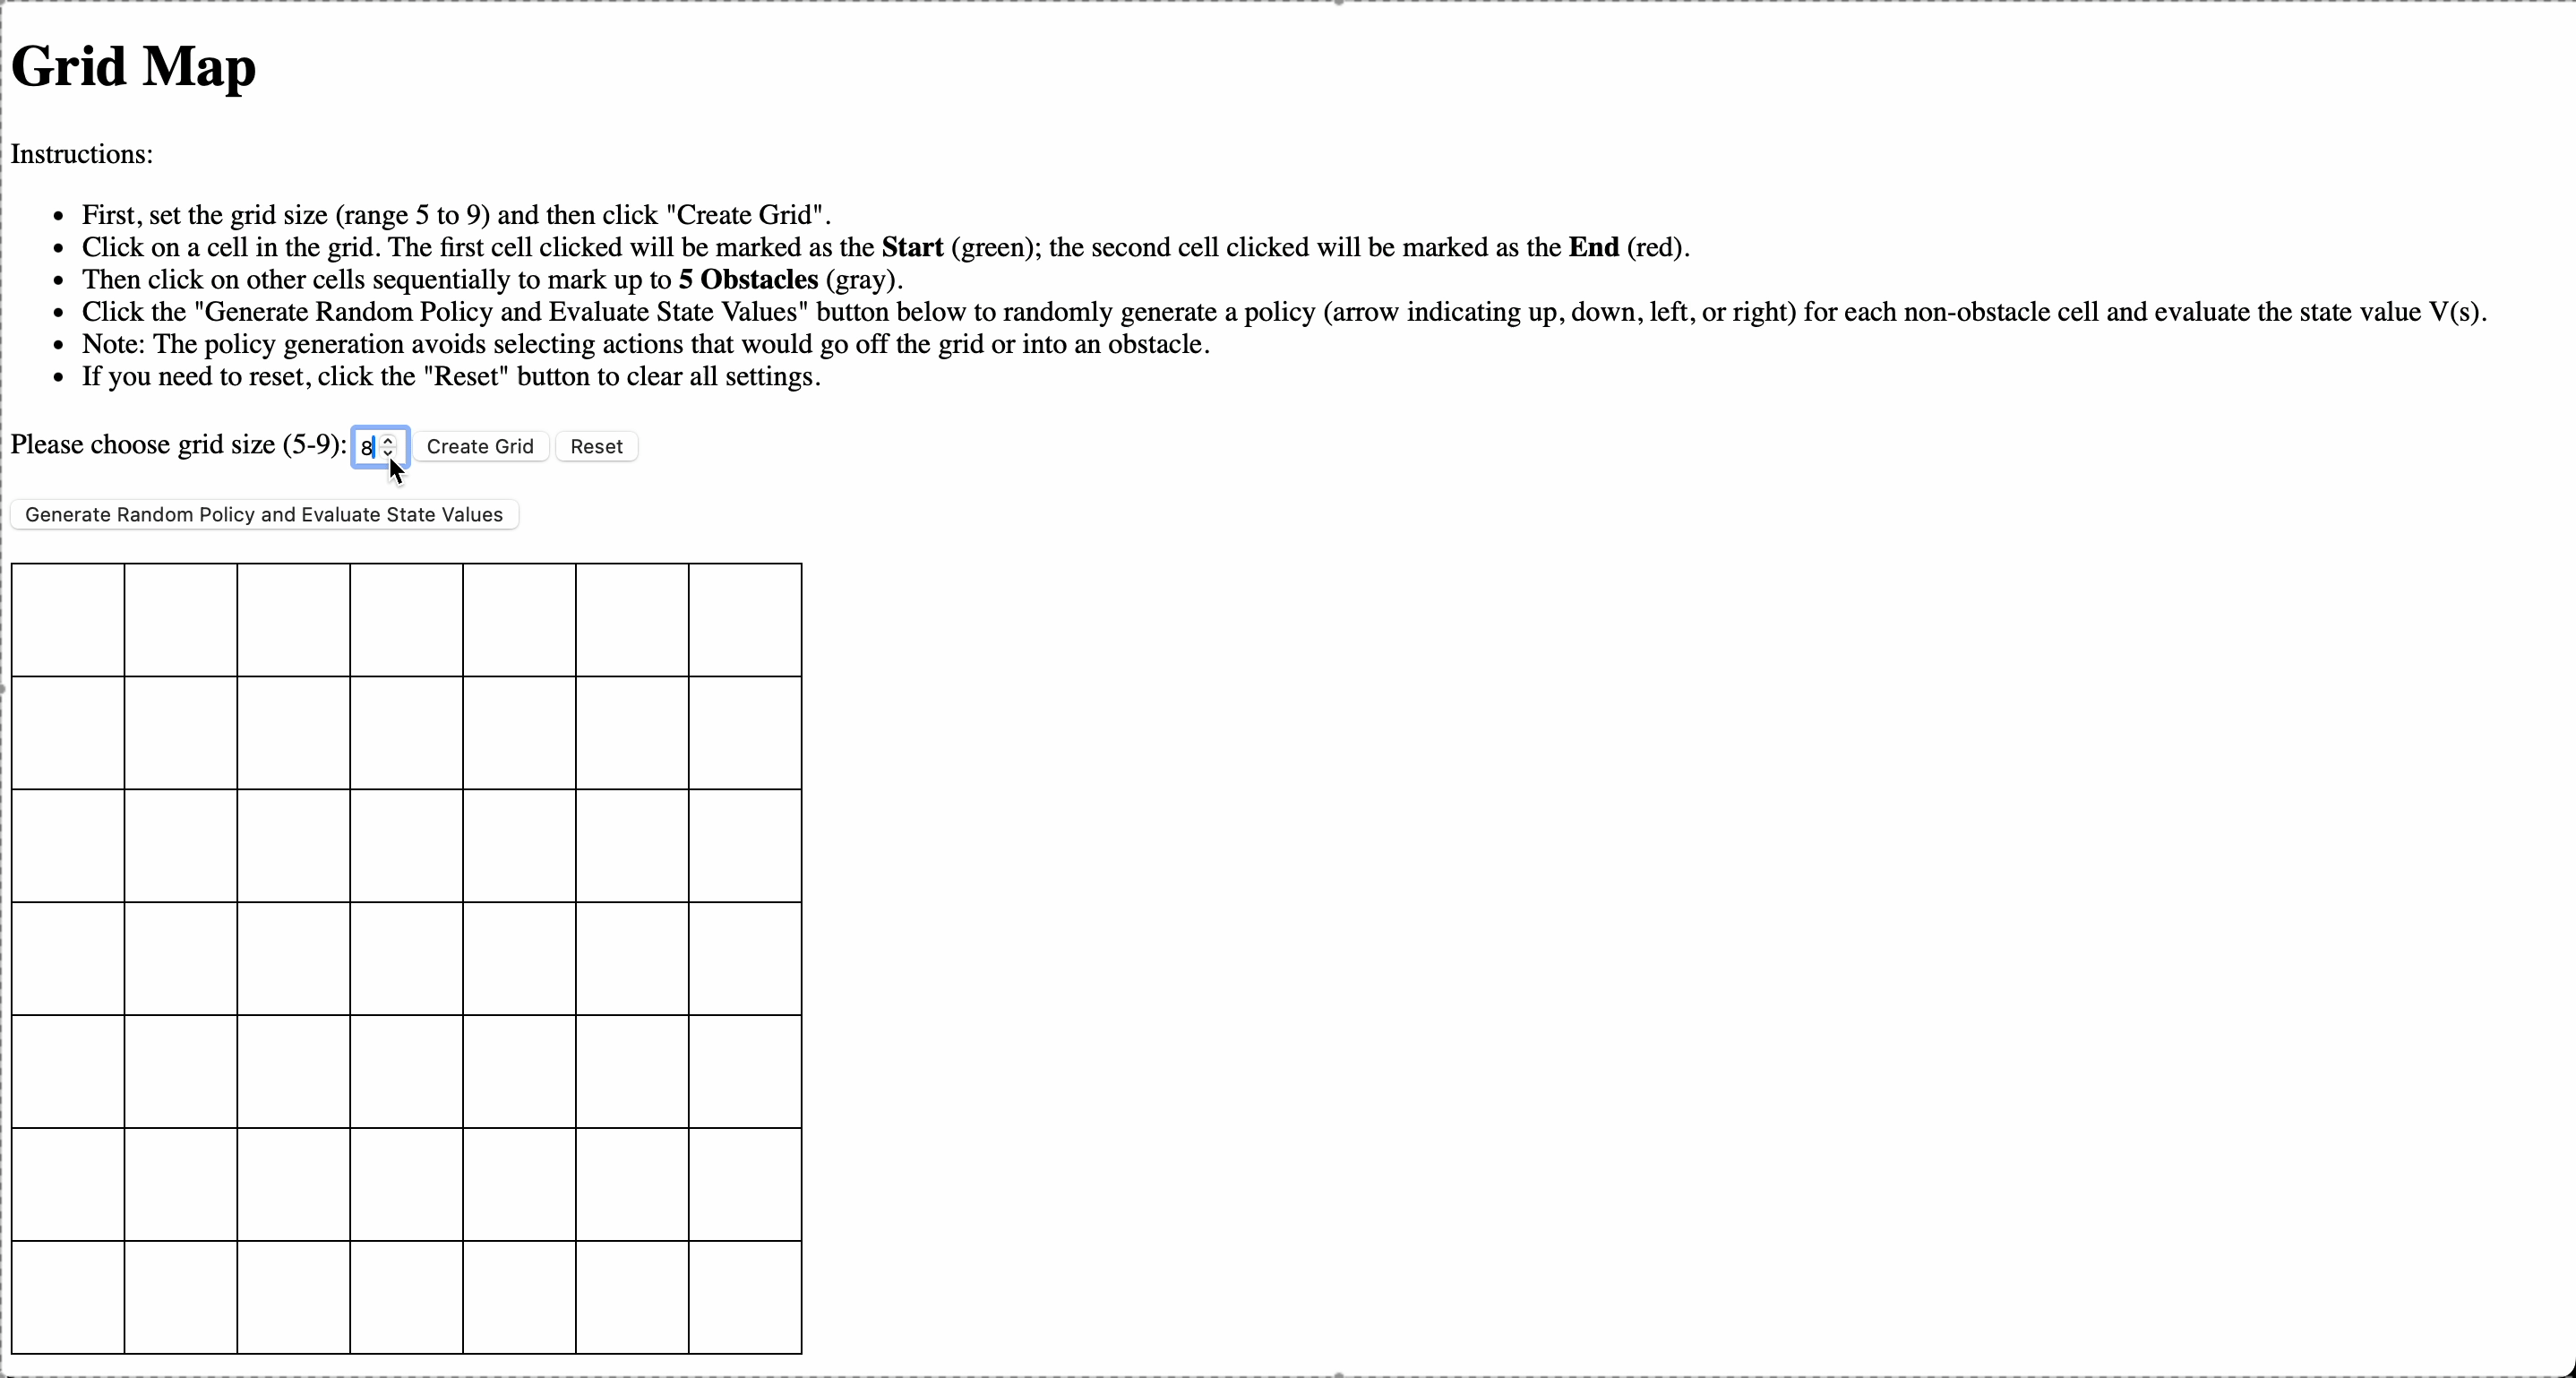 Grid Map
Instructions:
First, set the grid size (range 5 to 9) and then click "Create Grid".
Click on a cell in the grid. The first cell clicked will be marked as the Start (green); the second cell clicked will be marked as the End (red).
Then click on other cells sequentially to mark up to 5 Obstacles (gray).
Click the "Generate Random Policy and Evaluate State Values" button below to randomly generate a policy (arrow indicating up, down, left, or right) for each non-obstacle cell and evaluate the state value V(s).
Note: The policy generation avoids selecting actions that would go off the grid or into an obstacle.
If you need to reset, click the "Reset" button to clear all settings.
Please choose grid size (5-9): 8 Create Grid Reset
Generate Random Policy and Evaluate State Values